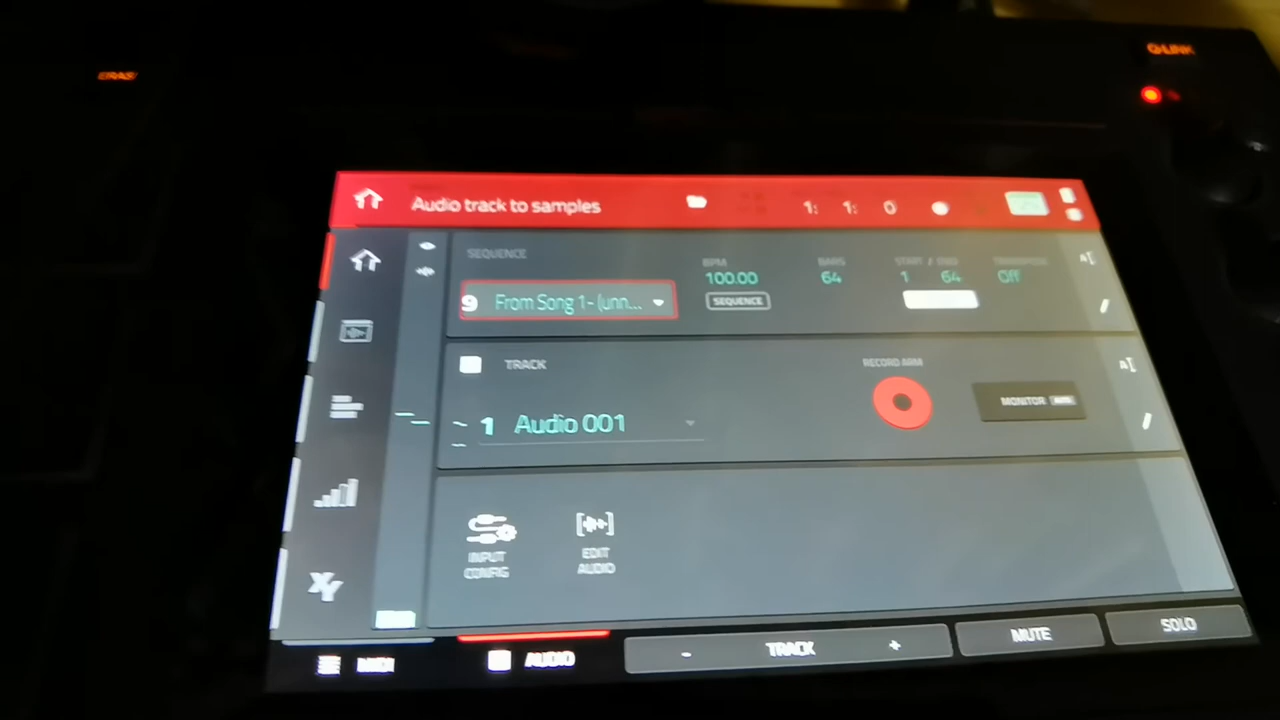 ERAS
Q-LINK
Audio track to samples
1: 1: 0
SEQUENCE
BPM
BARS
START / END
100.00
64
1 64
Off
9 From Song 1- (unn...
SEQUENCE
TRACK
RECORD ARM
1 Audio 001
MONITOR
INPUT CONFIG
EDIT AUDIO
XY
MIDI
AUDIO
- TRACK +
MUTE
SOLO